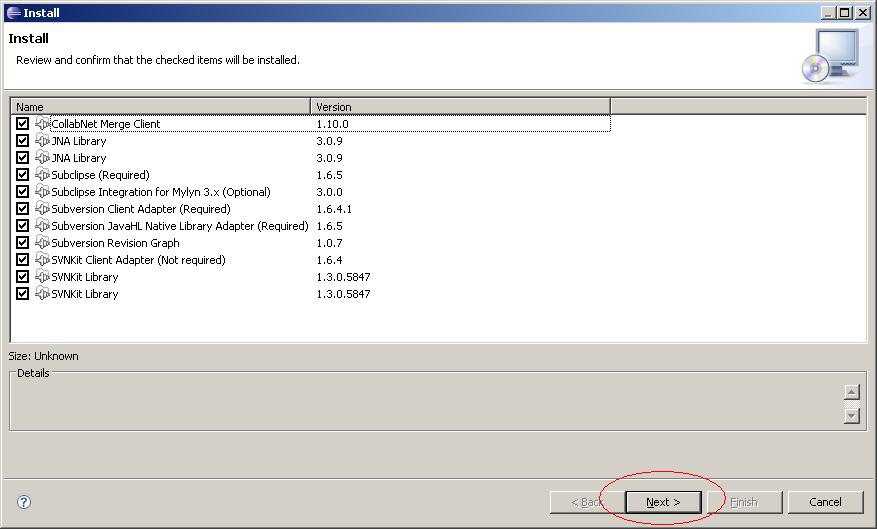 Install
Install
Review and confirm that the checked items will be installed.
Name Version
CollabNet Merge Client 1.10.0
JNA Library 3.0.9
JNA Library 3.0.9
Subclipse (Required) 1.6.5
Subclipse Integration for Mylyn 3.x (Optional) 3.0.0
Subversion Client Adapter (Required) 1.6.4.1
Subversion JavaHL Native Library Adapter (Required) 1.6.5
Subversion Revision Graph 1.0.7
SVNKit Client Adapter (Not required) 1.6.4
SVNKit Library 1.3.0.5847
SVNKit Library 1.3.0.5847
Size: Unknown
Details
< Back Next > Finish Cancel